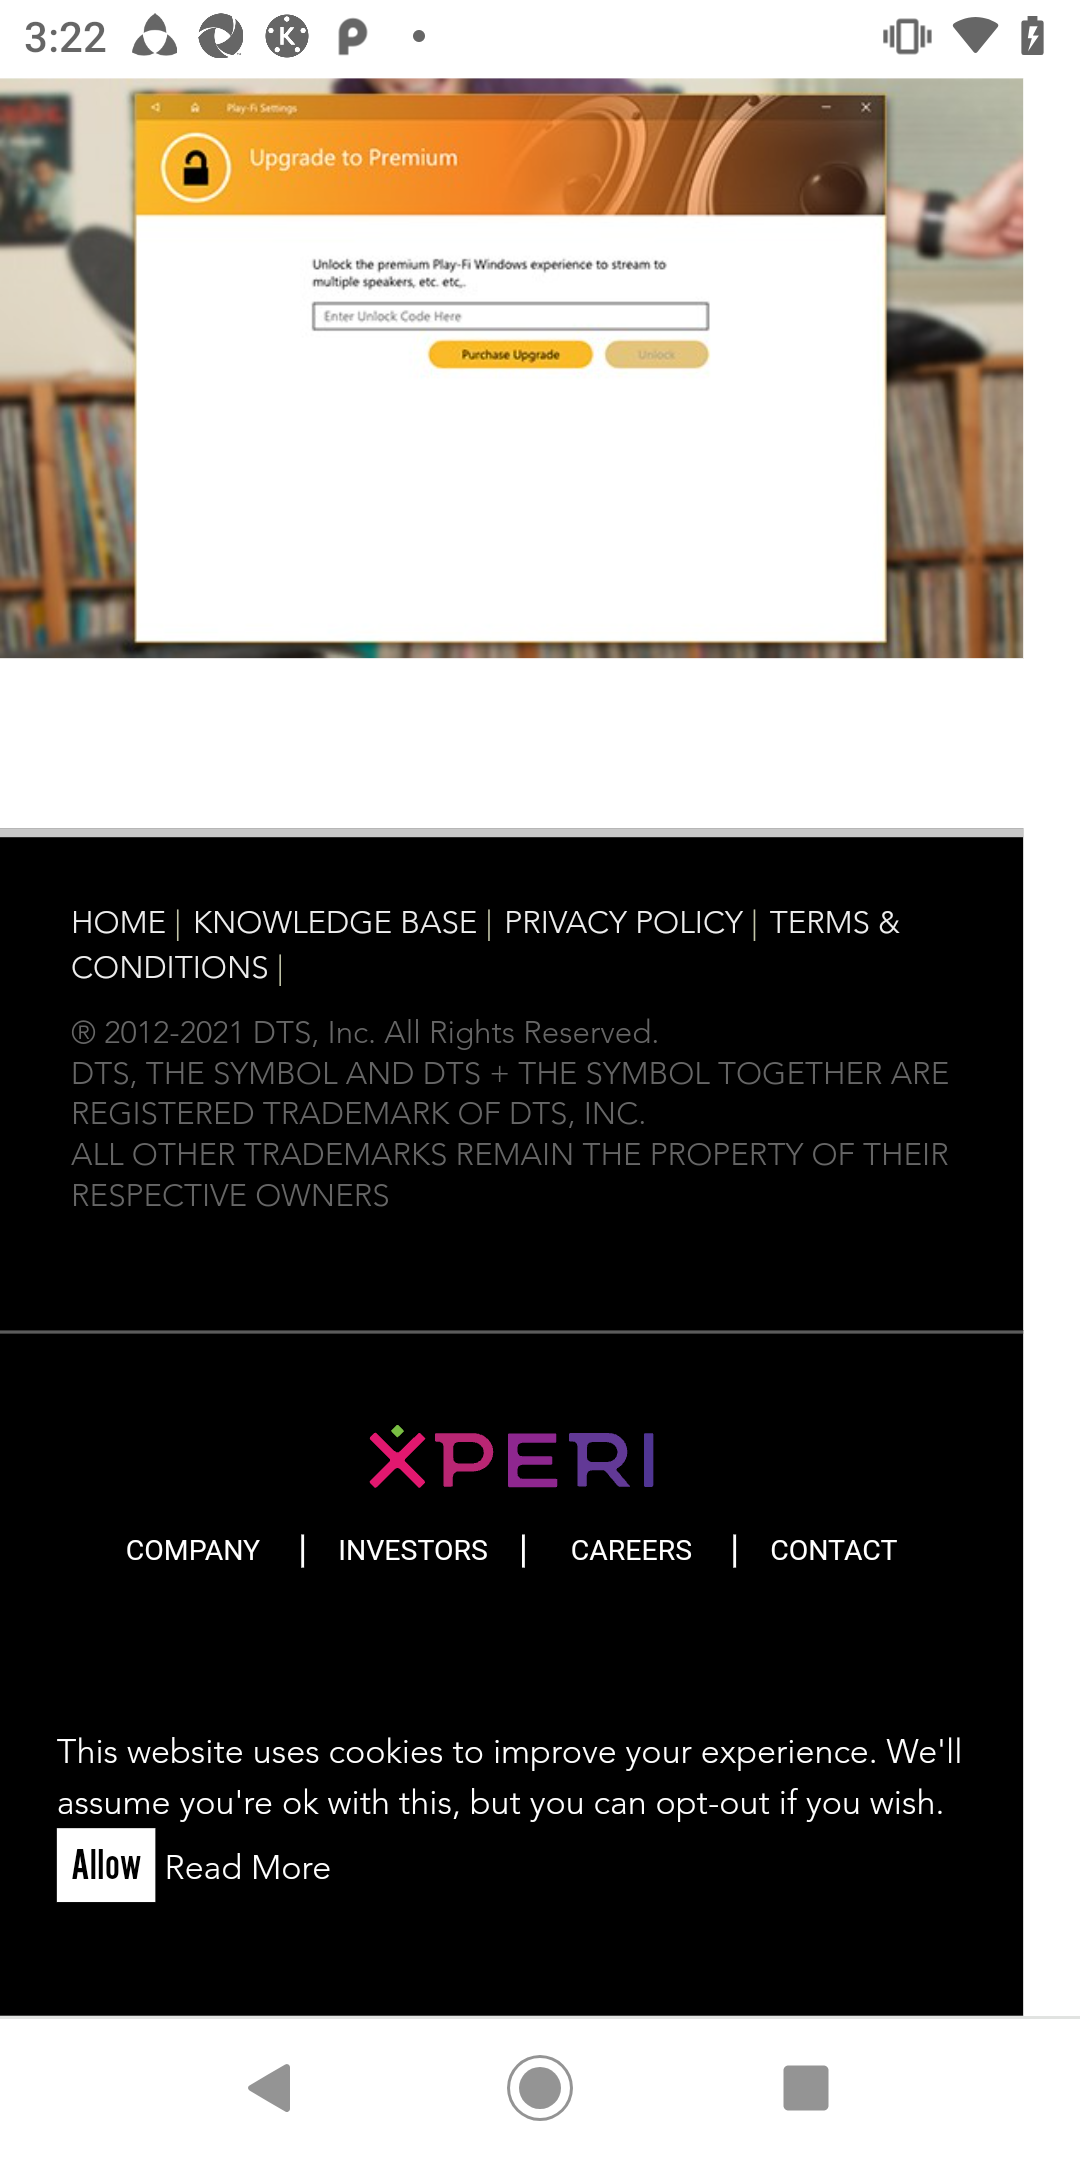 3:22
Play-Fi Settings
Upgrade to Premium
Unlock the premium Play-Fi Windows experience to stream to
multiple speakers, etc. etc,.
Enter Unlock Code Here
Purchase Upgrade Unlock
HOME | KNOWLEDGE BASE | PRIVACY POLICY | TERMS &
CONDITIONS |
® 2012-2021 DTS, Inc. All Rights Reserved.
DTS, THE SYMBOL AND DTS + THE SYMBOL TOGETHER ARE
REGISTERED TRADEMARK OF DTS, INC.
ALL OTHER TRADEMARKS REMAIN THE PROPERTY OF THEIR
RESPECTIVE OWNERS
XPERI
COMPANY | INVESTORS | CAREERS | CONTACT
This website uses cookies to improve your experience. We'll
assume you're ok with this, but you can opt-out if you wish.
Allow Read More